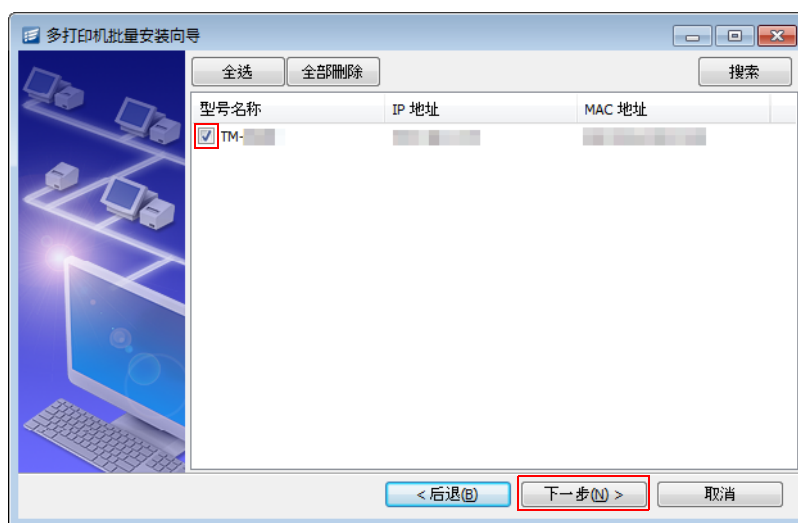 多打印机批量安装向导
全选 全部删除 搜索
型号名称 IP 地址 MAC 地址
TM-
< 后退(B) 下一步(N) > 取消